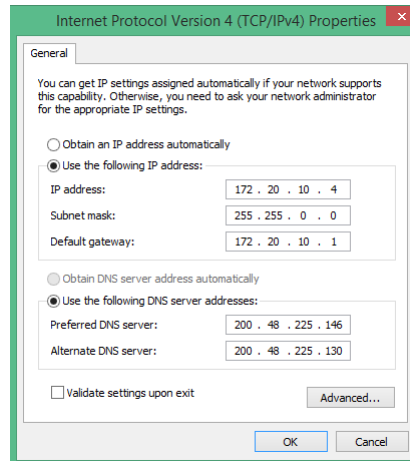 Internet Protocol Version 4 (TCP/IPv4) Properties
General
You can get IP settings assigned automatically if your network supports
this capability. Otherwise, you need to ask your network administrator
for the appropriate IP settings.
Obtain an IP address automatically
Use the following IP address:
IP address: 172 . 20 . 10 . 4
Subnet mask: 255 . 255 . 0 . 0
Default gateway: 172 . 20 . 10 . 1
Obtain DNS server address automatically
Use the following DNS server addresses:
Preferred DNS server: 200 . 48 . 225 . 146
Alternate DNS server: 200 . 48 . 225 . 130
Validate settings upon exit
Advanced...
OK Cancel